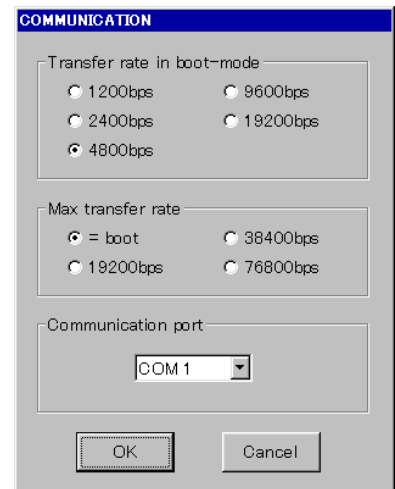 COMMUNICATION
Transfer rate in boot-mode
1200bps 9600bps
2400bps 19200bps
4800bps
Max transfer rate
= boot 38400bps
19200bps 76800bps
Communication port
COM 1
OK Cancel